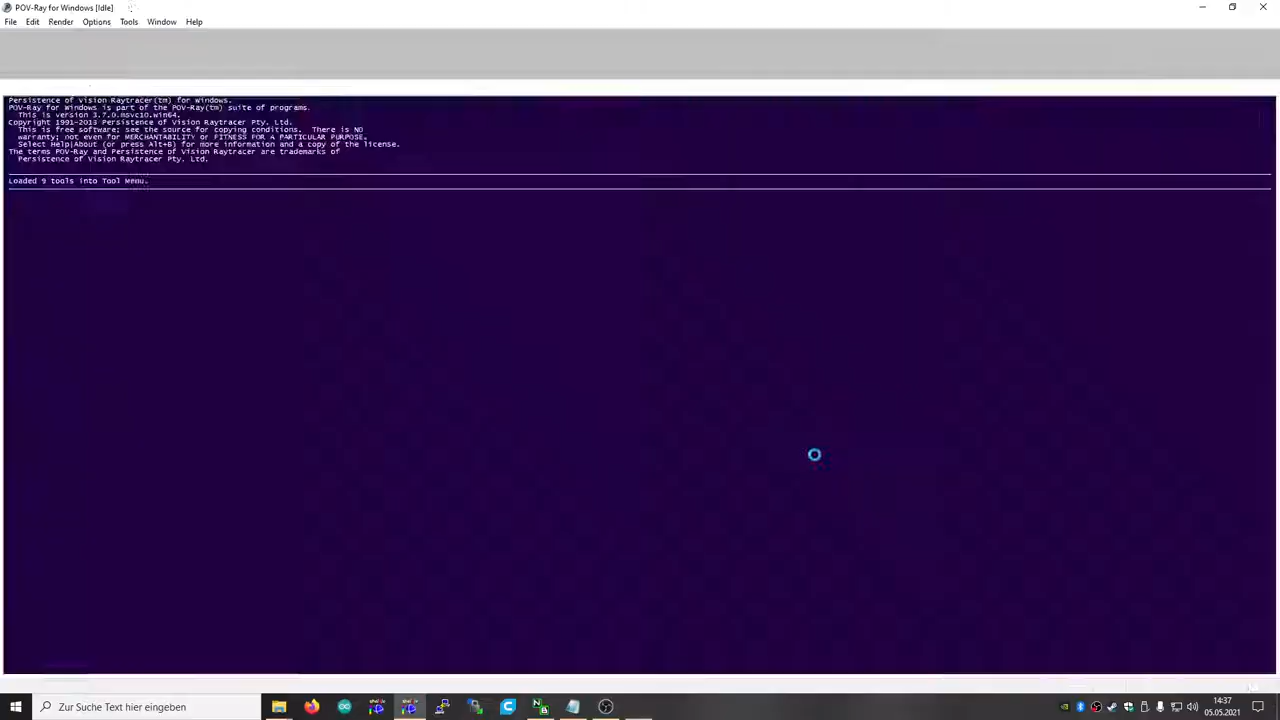 POV-Ray for Windows [Idle]
File Edit Render Options Tools Window Help
Persistence of Vision Raytracer(tm) for Windows.
POV-Ray for Windows is part of the POV-Ray(tm) suite of programs.
This is version 3.7.0.msvc10.win64.
Copyright 1991-2013 Persistence of Vision Raytracer Pty. Ltd.
This is free software; see the source for copying conditions. There is NO
warranty; not even for MERCHANTABILITY or FITNESS FOR A PARTICULAR PURPOSE.
Select Help|About (or press Alt+B) for more information and a copy of the license.
The terms POV-Ray and Persistence of Vision Raytracer are trademarks of
Persistence of Vision Raytracer Pty. Ltd.
Loaded 9 tools into Tool Menu.
Zur Suche Text hier eingeben
14:37
05.05.2021